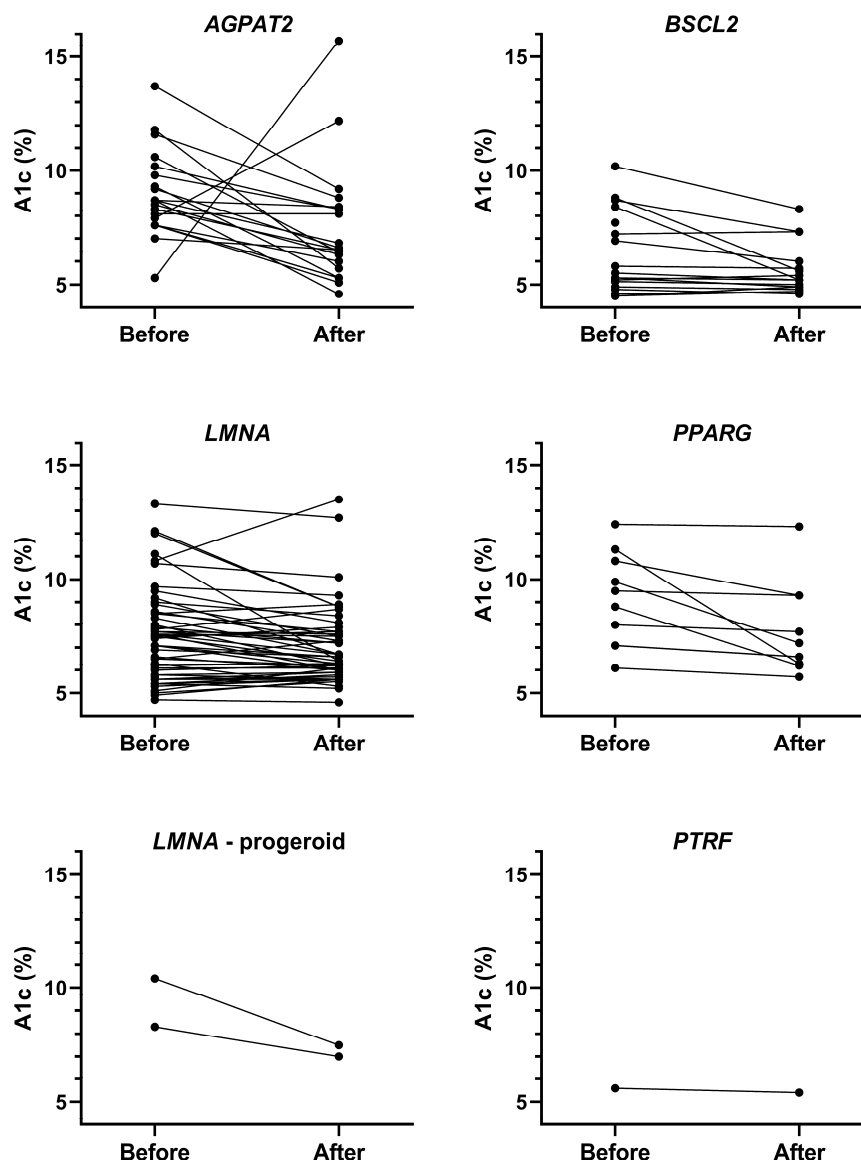 AGPAT2
BSCL2
A1c (%)
15
10
5
Before
After
A1c (%)
15
10
5
Before
After
LMNA
PPARG
A1c (%)
15
10
5
Before
After
A1c (%)
15
10
5
Before
After
LMNA - progeroid
PTRF
A1c (%)
15
10
5
Before
After
A1c (%)
15
10
5
Before
After